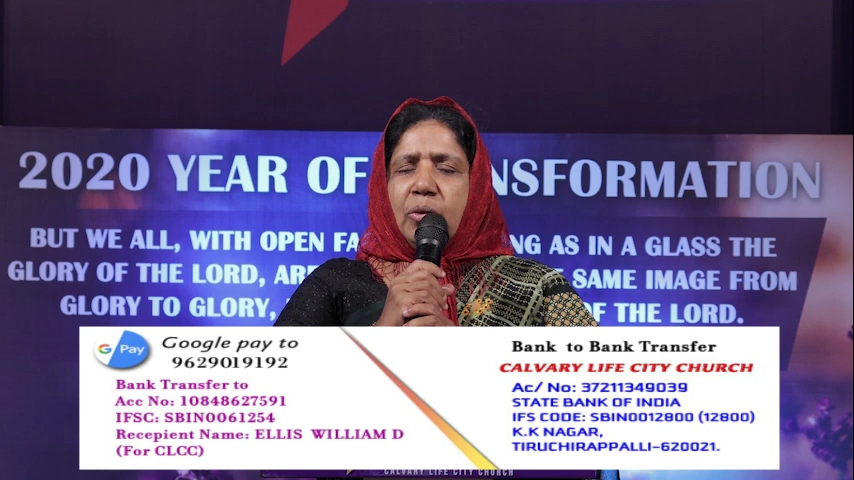 2020 YEAR OF NSFORMATION
BUT WE ALL, WITH OPEN FA NG AS IN A GLASS THE
GLORY OF THE LORD, ARE SAME IMAGE FROM
GLORY TO GLORY, OF THE LORD.
G Pay
Google pay to
9629019192
Bank Transfer to
Acc No: 10848627591
IFSC: SBIN0061254
Recepient Name: ELLIS WILLIAM D
(For CLCC)
Bank to Bank Transfer
CALVARY LIFE CITY CHURCH
Ac/ No: 37211349039
STATE BANK OF INDIA
IFS CODE: SBIN0012800 (12800)
K.K NAGAR,
TIRUCHIRAPPALLI-620021.
CALVARY LIFE CITY CHURCH